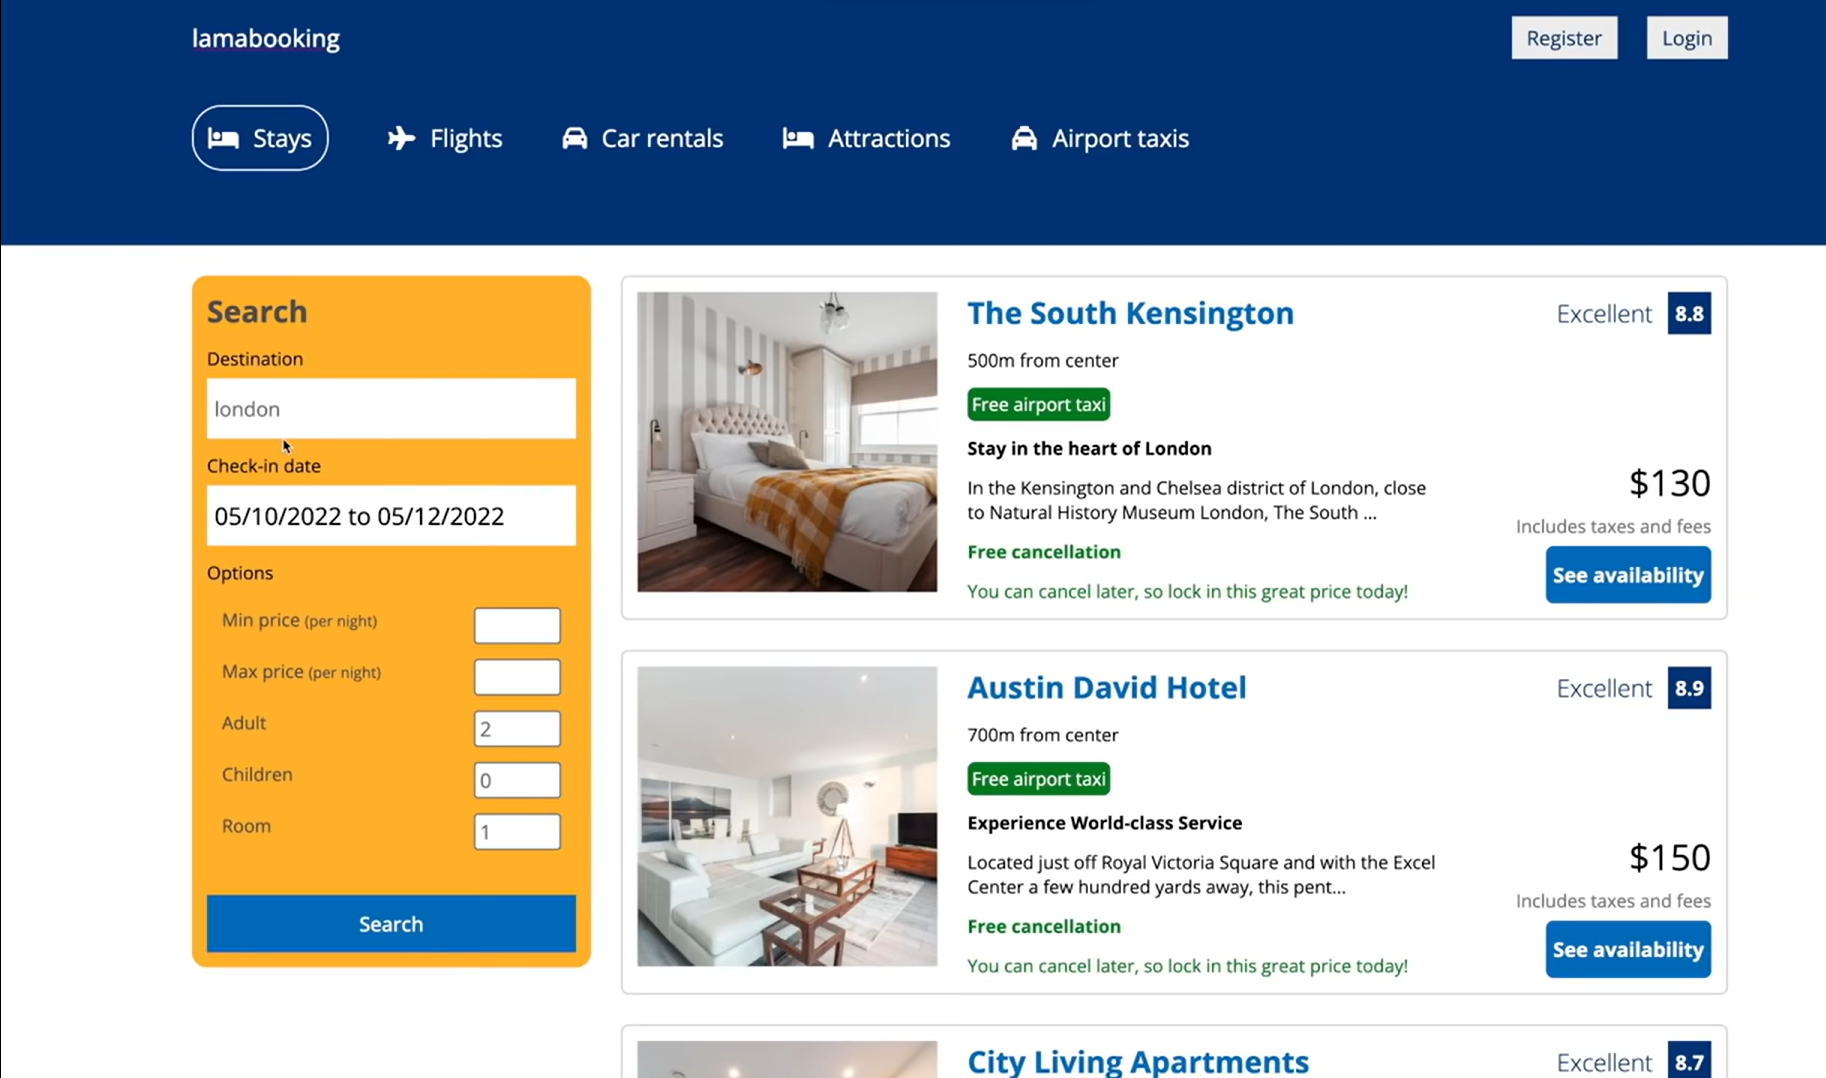 lamabooking
Register
Login
Stays
Flights
Car rentals
Attractions
Airport taxis
Search
Destination
london
Check-in date
05/10/2022 to 05/12/2022
Options
Min price (per night)
Max price (per night)
Adult
2
Children
0
Room
1
Search
The South Kensington
Excellent
8.8
500m from center
Free airport taxi
Stay in the heart of London
In the Kensington and Chelsea district of London, close
to Natural History Museum London, The South ...
Free cancellation
You can cancel later, so lock in this great price today!
$130
Includes taxes and fees
See availability
Austin David Hotel
Excellent
8.9
700m from center
Free airport taxi
Experience World-class Service
Located just off Royal Victoria Square and with the Excel
Center a few hundred yards away, this pent...
Free cancellation
You can cancel later, so lock in this great price today!
$150
Includes taxes and fees
See availability
City Living Apartments
Excellent
8.7